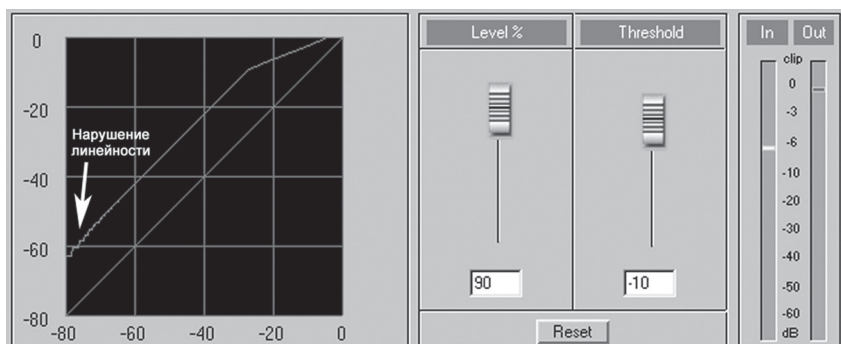 0
-20
-40
-60
-80
-80 -60 -40 -20 0
Нарушение
линейности
Level %
Threshold
90
-10
Reset
In Out
clip
0
-3
-6
-10
-20
-30
-40
-50
-60
dB